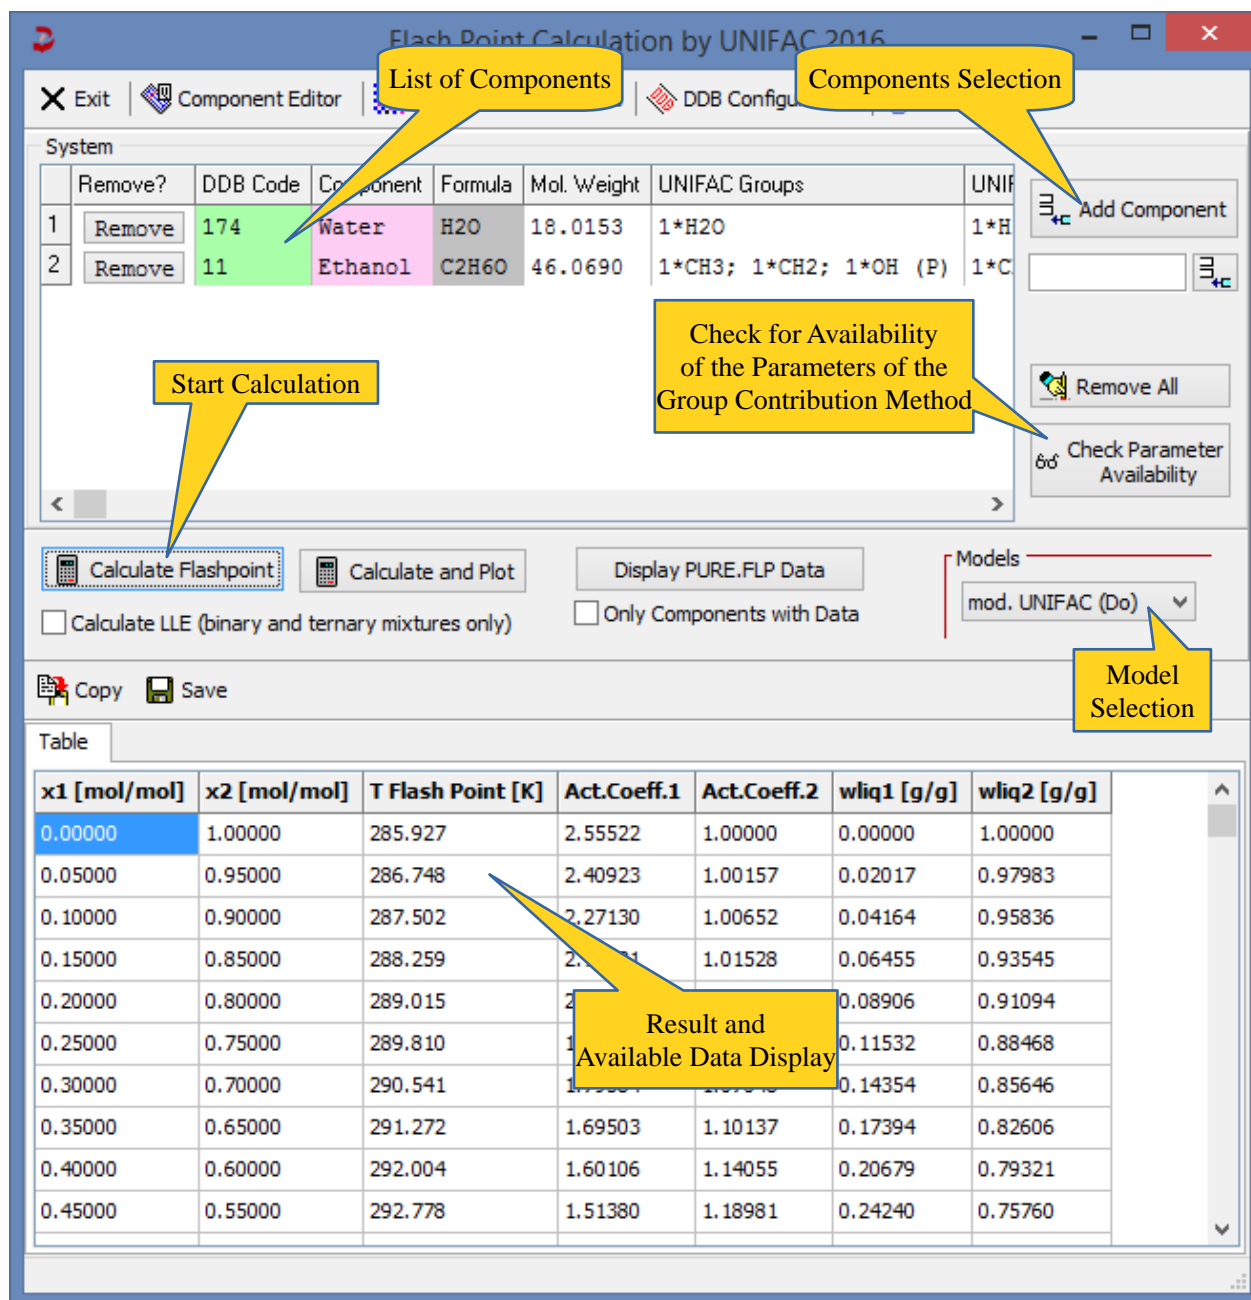 Flash Point Calculation by UNIFAC 2016
List of Components
Components Selection
Exit
Component Editor
DDB
System
Remove? DDB Code Component Formula Mol. Weight UNIFAC Groups
1 Remove 174 Water H2O 18.0153 1*H2O
2 Remove 11 Ethanol C2H6O 46.0690 1*CH3; 1*CH2; 1*OH (P)
Add Component
Check for Availability
of the Parameters of the
Group Contribution Method
Start Calculation
Remove All
Check Parameter
Availability
Calculate Flashpoint
Calculate and Plot
Display PURE.FLP Data
Models
mod. UNIFAC (Do)
Calculate LLE (binary and ternary mixtures only)
Only Components with Data
Model
Selection
Copy
Save
Table
x1 [mol/mol] x2 [mol/mol] T Flash Point [K] Act.Coeff.1 Act.Coeff.2 wliq1 [g/g] wliq2 [g/g]
0.00000 1.00000 285.927 2.55522 1.00000 0.00000 1.00000
0.05000 0.95000 286.748 2.40923 1.00157 0.02017 0.97983
0.10000 0.90000 287.502 2.27130 1.00652 0.04164 0.95836
0.15000 0.85000 288.259 1.01528 0.06455 0.93545
0.20000 0.80000 289.015 0.08906 0.91094
0.25000 0.75000 289.810 0.11532 0.88468
0.30000 0.70000 290.541 0.14354 0.85646
0.35000 0.65000 291.272 1.69503 1.10137 0.17394 0.82606
0.40000 0.60000 292.004 1.60106 1.14055 0.20679 0.79321
0.45000 0.55000 292.778 1.51380 1.18981 0.24240 0.75760
Result and
Available Data Display